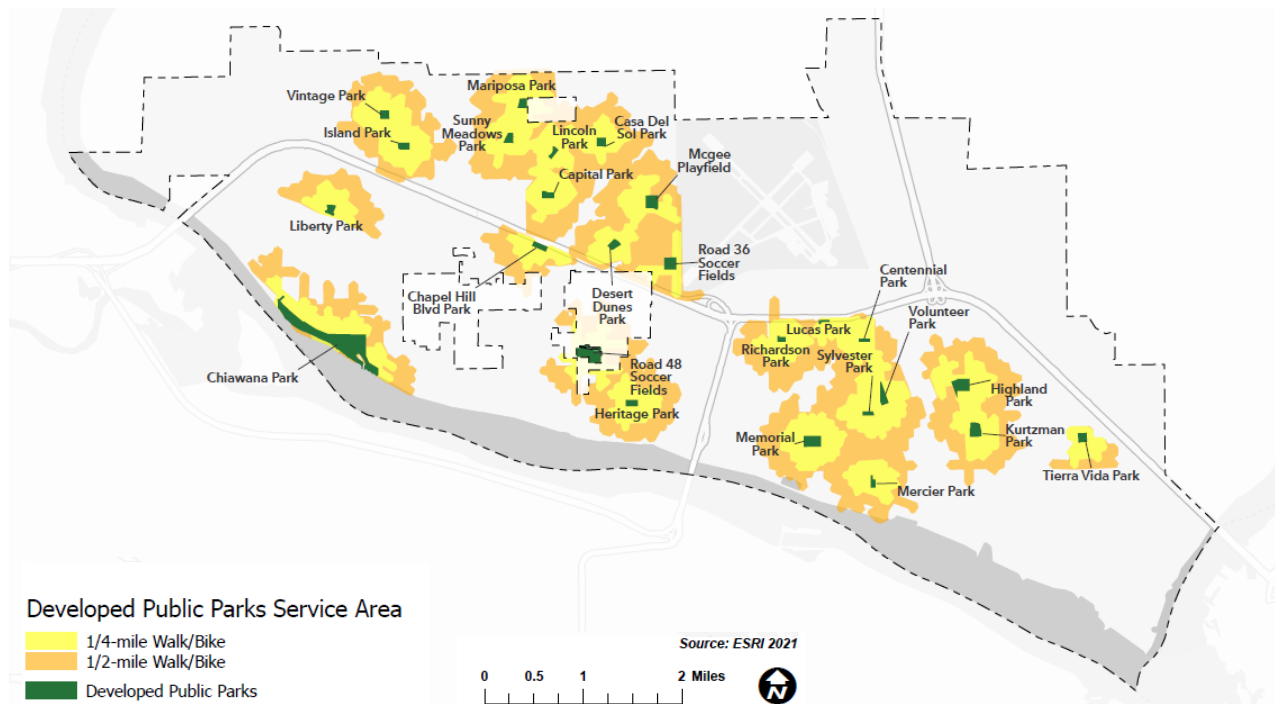 Mariposa Park
Vintage Park
Sunny
Meadows
Park
Lincoln
Park
Casa Del
Sol Park
Island Park
Mcgee
Playfield
Capital Park
Liberty Park
Road 36
Soccer
Fields
Centennial
Park
Chapel Hill
Blvd Park
Desert
Dunes
Park
Volunteer
Park
Lucas Park
Richardson
Park
Sylvester
Park
Chiawana Park
Road 48
Soccer
Fields
Highland
Park
Heritage Park
Memorial
Park
Kurtzman
Park
Tierra Vida Park
Mercier Park
Developed Public Parks Service Area
1/4-mile Walk/Bike
1/2-mile Walk/Bike
Developed Public Parks
Source: ESRI 2021
0 0.5 1 2 Miles
N